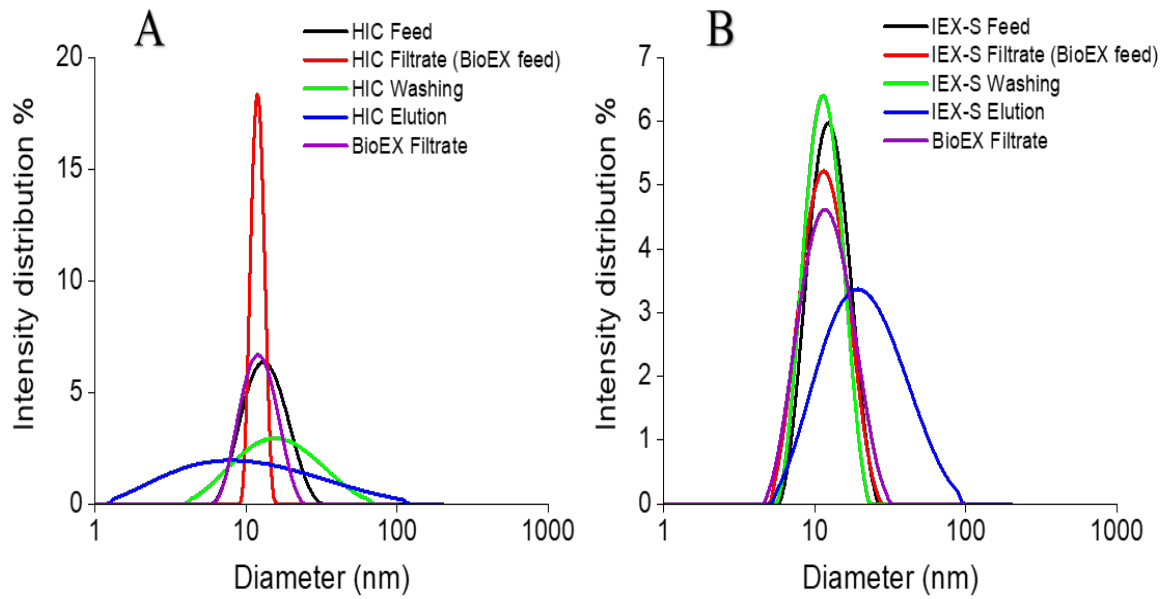 A
HIC Feed
HIC Filtrate (BioEX feed)
HIC Washing
HIC Elution
BioEX Filtrate
Intensity distribution %
20
15
10
5
0
1
10
100
1000
Diameter (nm)
B
IEX-S Feed
IEX-S Filtrate (BioEX feed)
IEX-S Washing
IEX-S Elution
BioEX Filtrate
Intensity distribution %
7
6
5
4
3
2
1
0
1
10
100
1000
Diameter (nm)